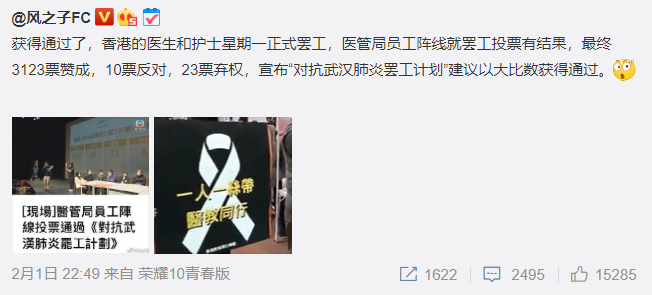 @风之子FC
获得通过了，香港的医生和护士星期一正式罢工，医管局员工阵线就罢工投票有结果，最终
3123票赞成，10票反对，23票弃权，宣布“对抗武汉肺炎罢工计划”建议以大比数获得通过。
[現場]醫管局員工陣
線投票通過《對抗武
漢肺炎罷工計劃》
一人一絲帶
醫教同行
2月1日 22:49 来自 荣耀10青春版
1622
2495
15285